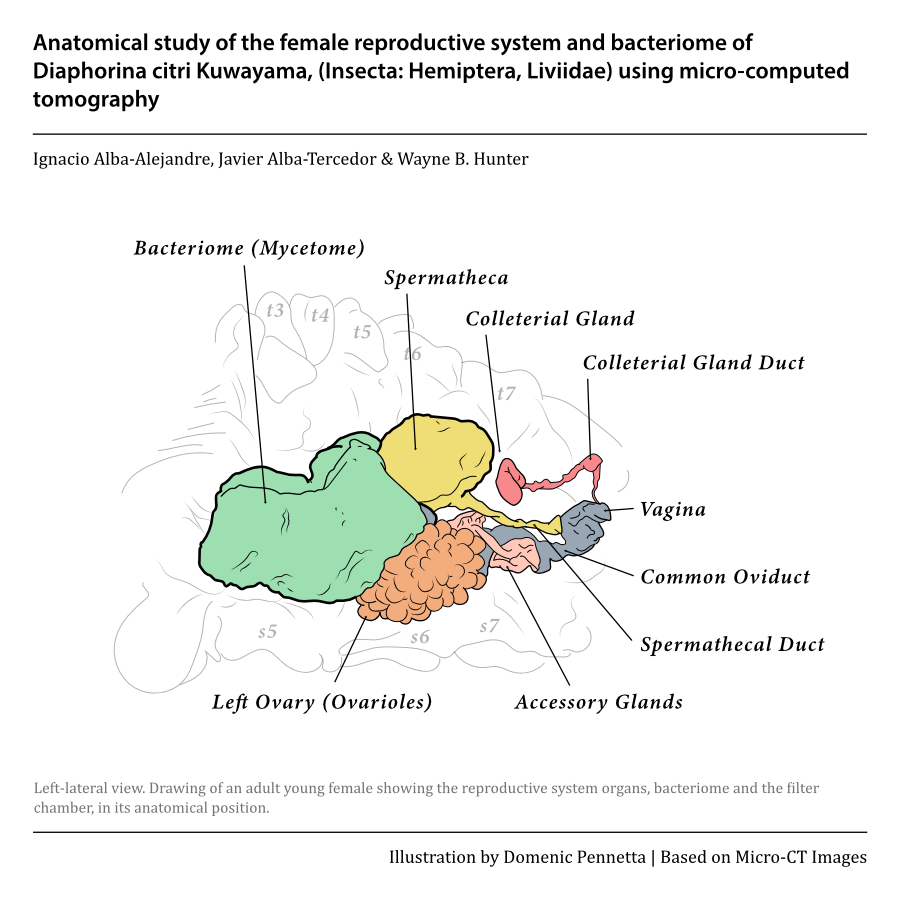 Anatomical study of the female reproductive system and bacteriome of
Diaphorina citri Kuwayama, (Insecta: Hemiptera, Liviidae) using micro-computed
tomography
Ignacio Alba-Alejandre, Javier Alba-Tercedor & Wayne B. Hunter
Bacteriome (Mycetome)
Spermatheca
Colleterial Gland
Colleterial Gland Duct
t3
t4
t5
t6
t7
Vagina
Common Oviduct
Spermathecal Duct
s5
s6
s7
Left Ovary (Ovarioles)
Accessory Glands
Left-lateral view. Drawing of an adult young female showing the reproductive system organs, bacteriome and the filter
chamber, in its anatomical position.
Illustration by Domenic Pennetta | Based on Micro-CT Images